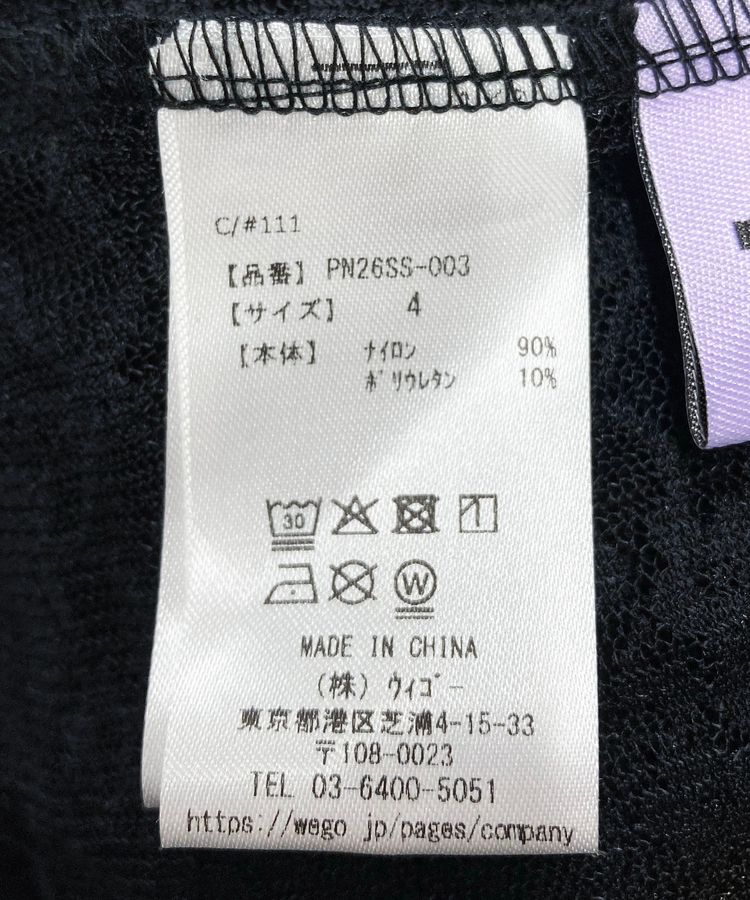 C/#111
【品番】 PN26SS-003
【サイズ】 4
【本体】 ナイロン 90%
ポリウレタン 10%
30
W
MADE IN CHINA
(株) ウィゴー
東京都港区芝浦4-15-33
〒108-0023
TEL 03-6400-5051
https://wego jp/pages/company